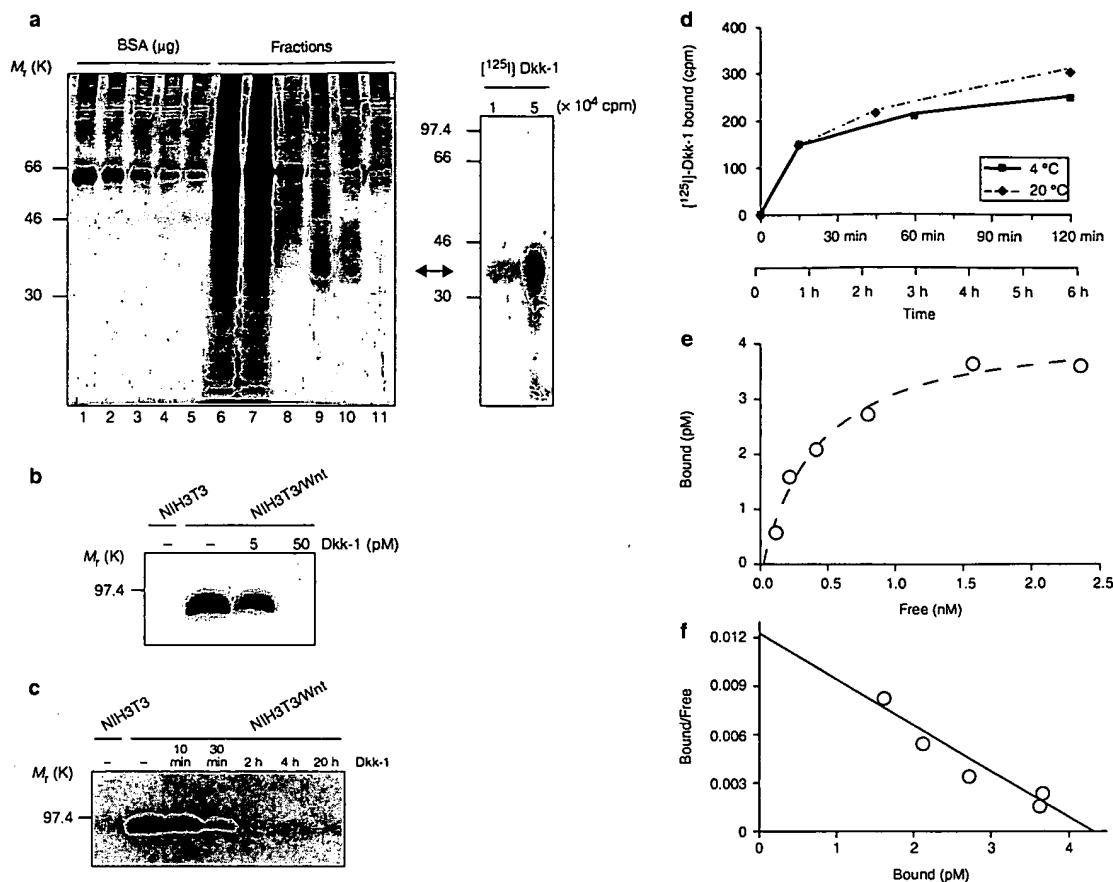 a
BSA (μg)
Fractions
Mr (K)
66
46
30
1 2 3 4 5 6 7 8 9 10 11
[125I] Dkk-1
1 5 (× 10⁴ cpm)
97.4
66
46
30
b
NIH3T3
NIH3T3/Wnt
– – 5 50 Dkk-1 (pM)
Mr (K)
97.4
c
NIH3T3
NIH3T3/Wnt
– – 10 min 30 min 2 h 4 h 20 h Dkk-1
Mr (K)
97.4
d
[125I]-Dkk-1 bound (cpm)
400
300
200
100
0
4 °C
20 °C
0 30 min 60 min 90 min 120 min
0 1 h 2 h 3 h 4 h 5 h 6 h
Time
e
Bound (pM)
4
3
2
1
0
0.0 0.5 1.0 1.5 2.0 2.5
Free (nM)
f
Bound/Free
0.012
0.009
0.006
0.003
0
0 1 2 3 4
Bound (pM)